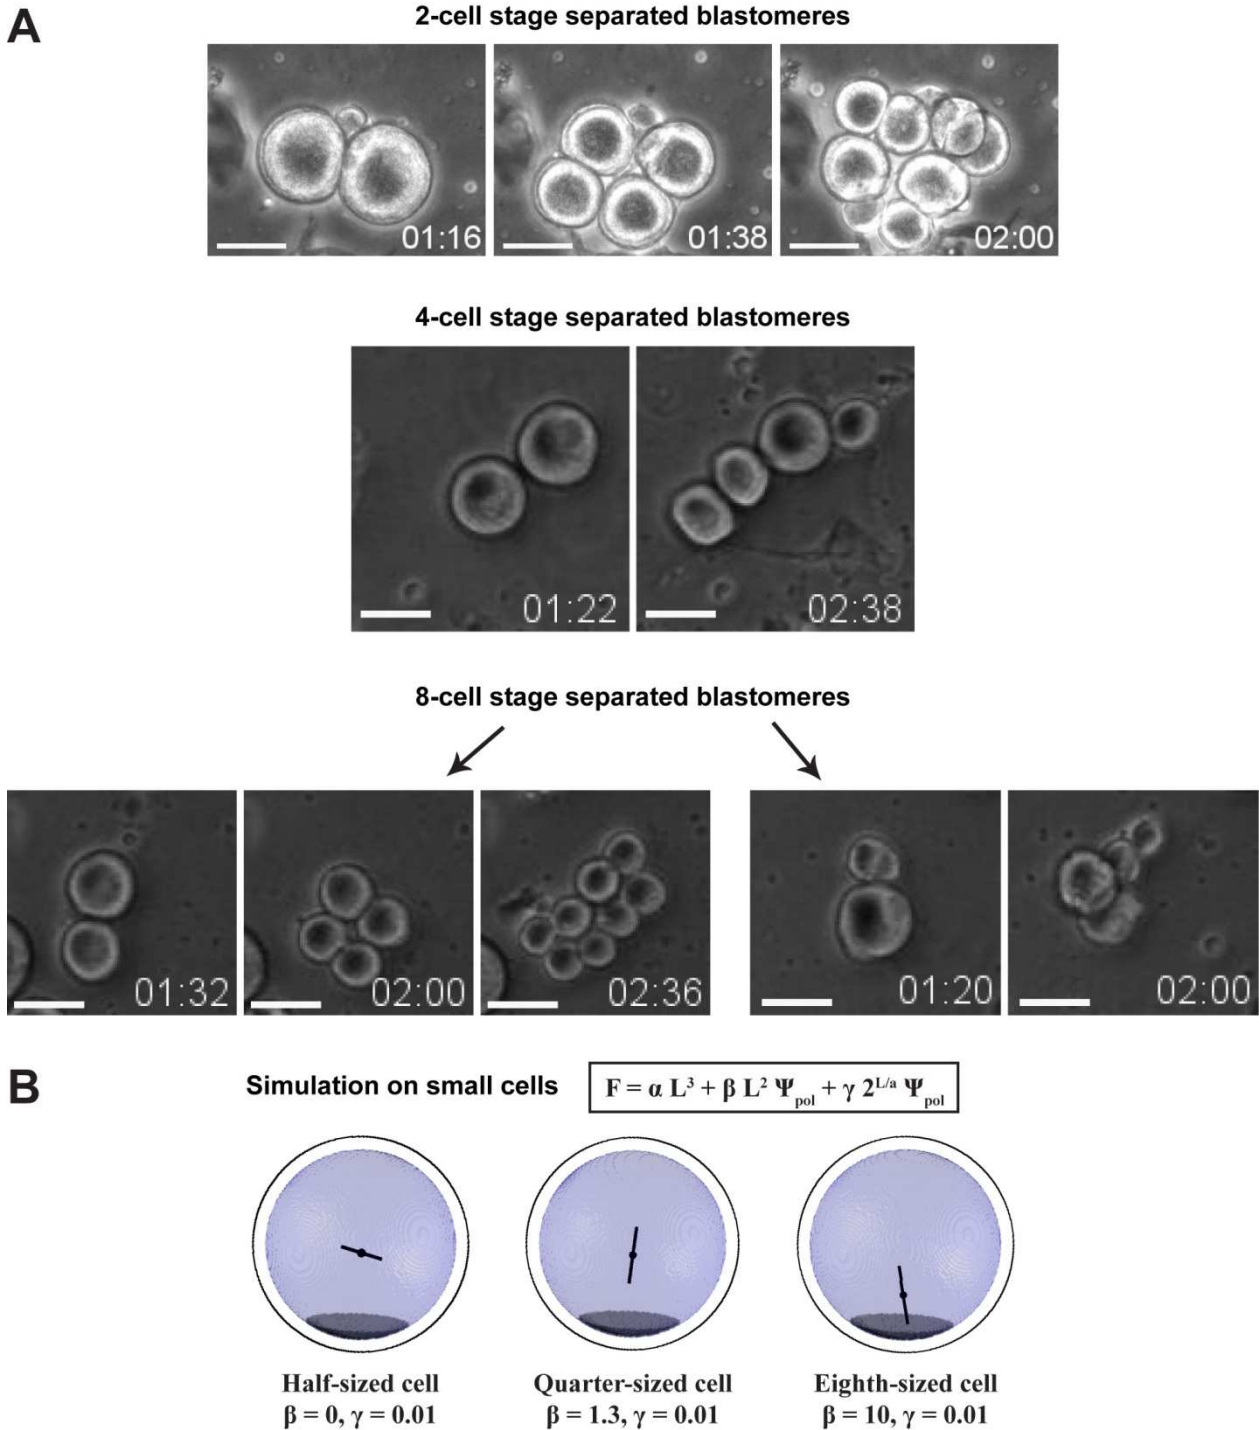 A
2-cell stage separated blastomeres
01:16
01:38
02:00
4-cell stage separated blastomeres
01:22
02:38
8-cell stage separated blastomeres
01:32
02:00
02:36
01:20
02:00
B
Simulation on small cells
F = α L³ + β L² Ψpol + γ 2^L/a Ψpol
Half-sized cell
β = 0, γ = 0.01
Quarter-sized cell
β = 1.3, γ = 0.01
Eighth-sized cell
β = 10, γ = 0.01